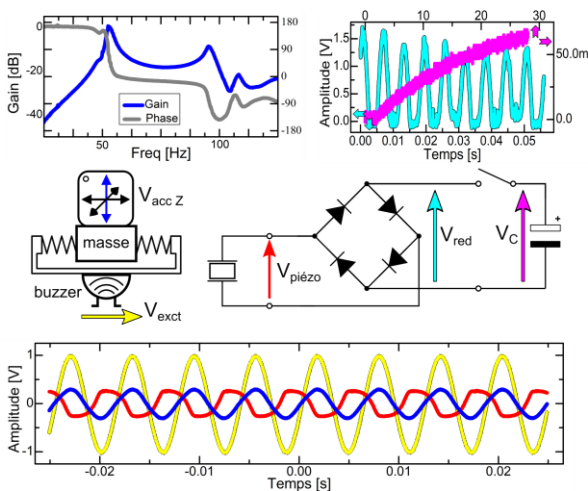 Gain [dB]
0
-20
-40
180
90
0
-90
-180
Gain
Phase
50
100
Freq [Hz]
0
10
20
30
Amplitude [V]
1.5
1.0
0.5
0.0
50.0m
0.0
0.00
0.01
0.02
0.03
0.04
0.05
Temps [s]
V acc Z
masse
buzzer
V exct
V piézo
V red
V C
+
Amplitude [V]
1
0
-1
-0.02
-0.01
0.00
0.01
0.02
Temps [s]